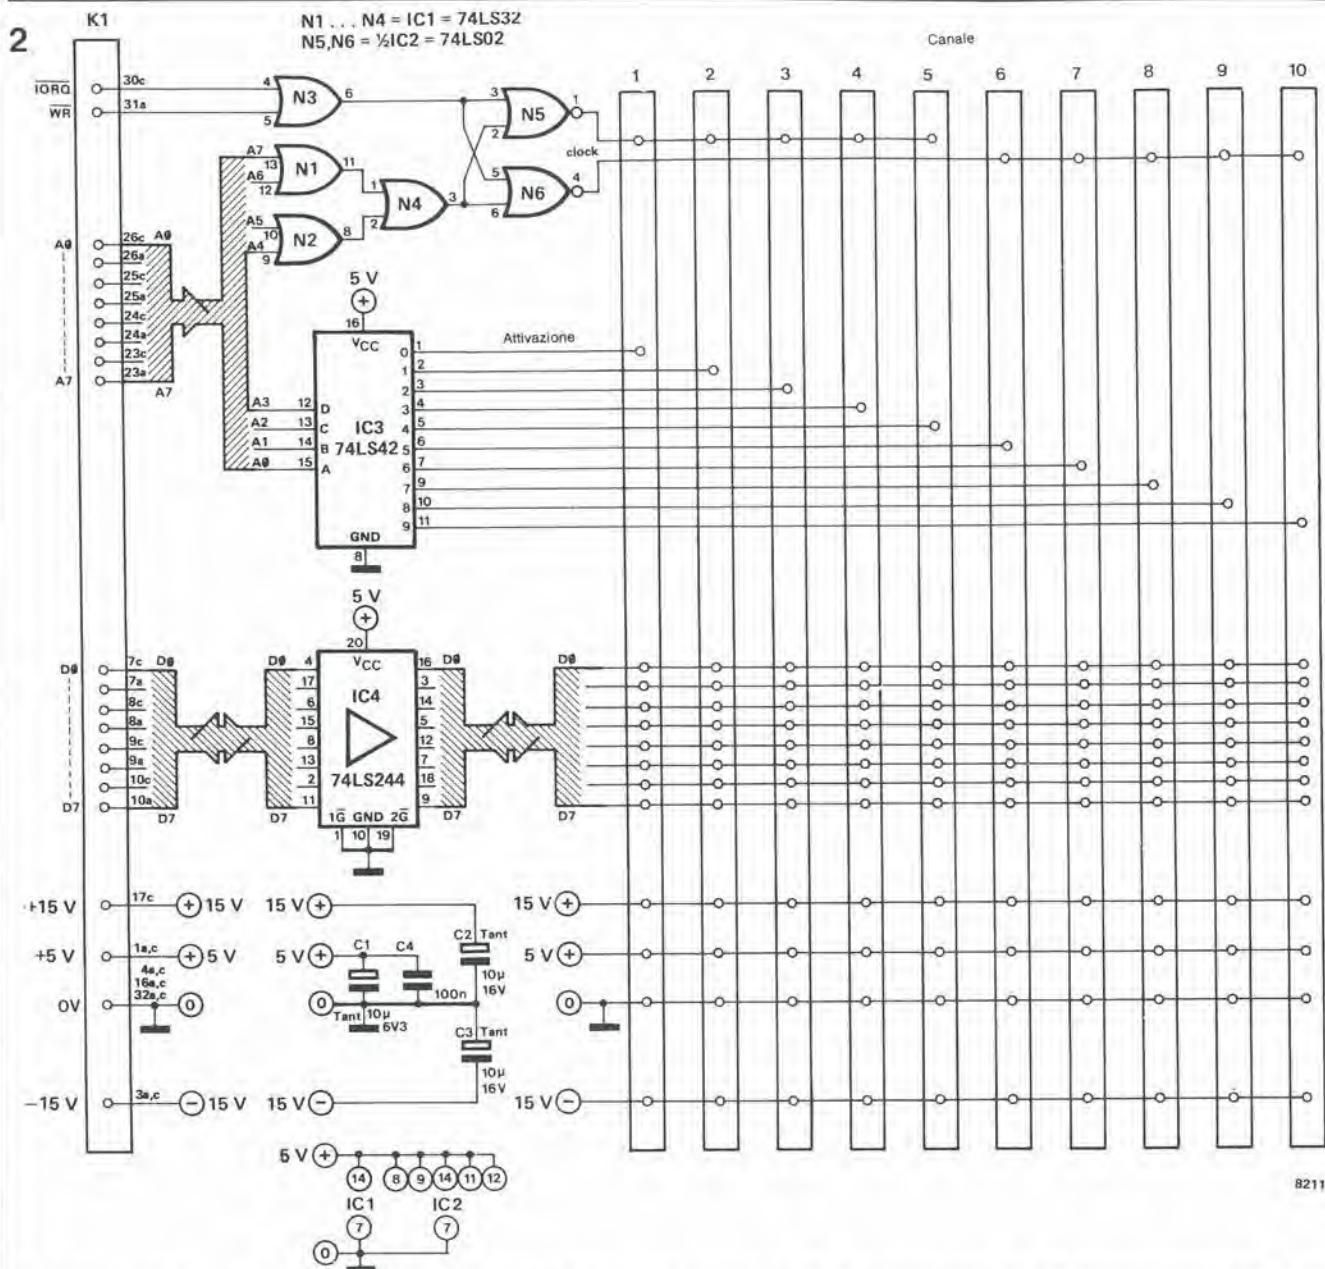 2
K1
N1 . . . N4 = IC1 = 74LS32
N5,N6 = ½IC2 = 74LS02
Canale
1 2 3 4 5 6 7 8 9 10
IORQ 30c
WR 31a
4 5 N3 6
3 2 N5 1
clock
5 6 N6 4
A7 13 A6 12 N1 11
1 2 N4 3
A5 10 A4 9 N2 8
A0 26c A0
26a
25c
25a
24c
24a
23c
A7 23a A7
5 V
+
16
VCC
Attivazione
0 1
1 2
2 3
3 4
4 5
5 6
6 7
7 9
8 10
9 11
A3 12 D
A2 13 C
A1 14 B
A0 15 A
IC3
74LS42
GND
8
5 V
+
20
VCC
IC4
74LS244
1G GND 2G
1 10 19
D0 7c D0
7a
8c
8a
9c
9a
10c
D7 10a D7
D0 4
17
6
15
8
13
2
D7 11
16 D0
3
14
5
12
7
18
9 D7
D0
D7
+15 V 17c + 15 V
+5 V 1a,c + 5 V
4a,c
16a,c
0V 32a,c 0
−15 V 3a,c − 15 V
15 V +
5 V +
0
15 V −
C1 C4
Tant 10µ
6V3
100n
C2 Tant
10µ
16V
C3 Tant
10µ
16V
15 V +
5 V +
0
15 V −
5 V +
14 8 9 14 11 12
IC1 IC2
7 7
0
8211